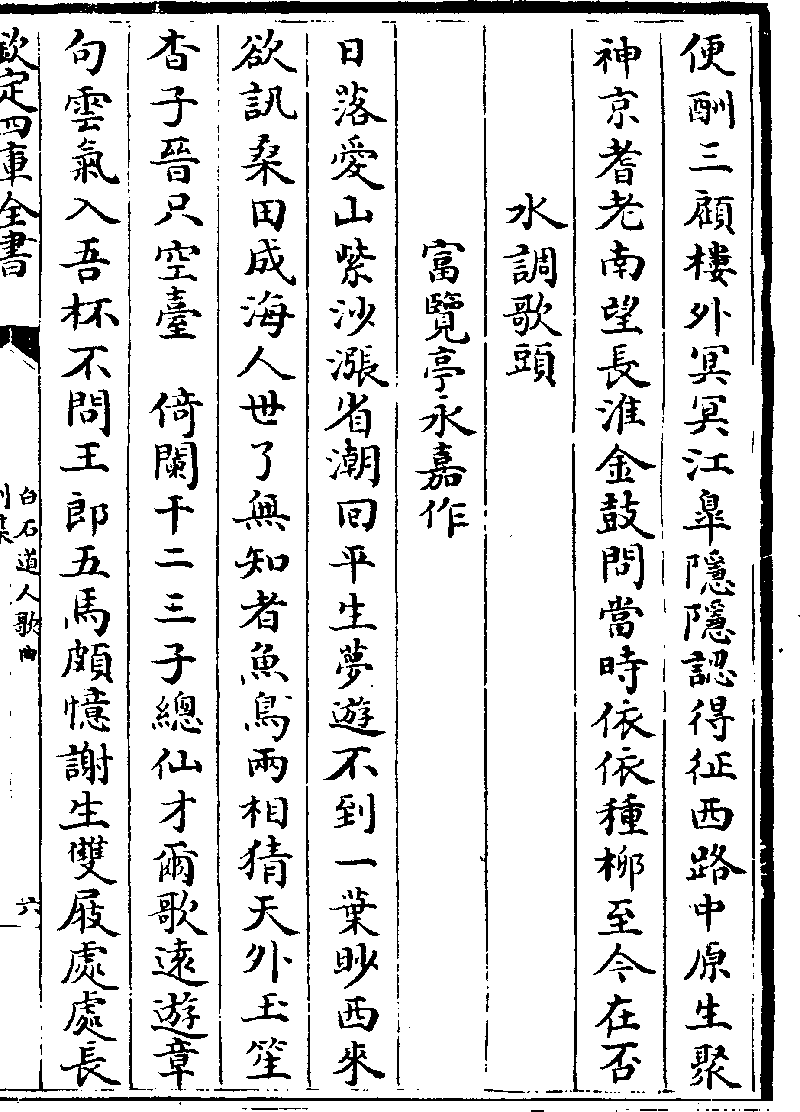 便酬三顧樓外冥冥江臯隱隱認得征西路中原生聚
神京耆老南望長淮金鼓問當時依依種柳至今在否
水調歌頭
富覽亭永嘉作
日落愛山紫沙漲省潮回平生夢遊不到一葉眇西來
欲訊桑田成海人世了無知者魚鳥兩相猜天外玉笙
杳子晉只空臺　倚闌干二三子總仙才爾歌遠遊章
句雲氣入吾杯不問王郎五馬頗憶謝生雙屐處處長
欽定四庫全書
白石道人歌曲
別集
六